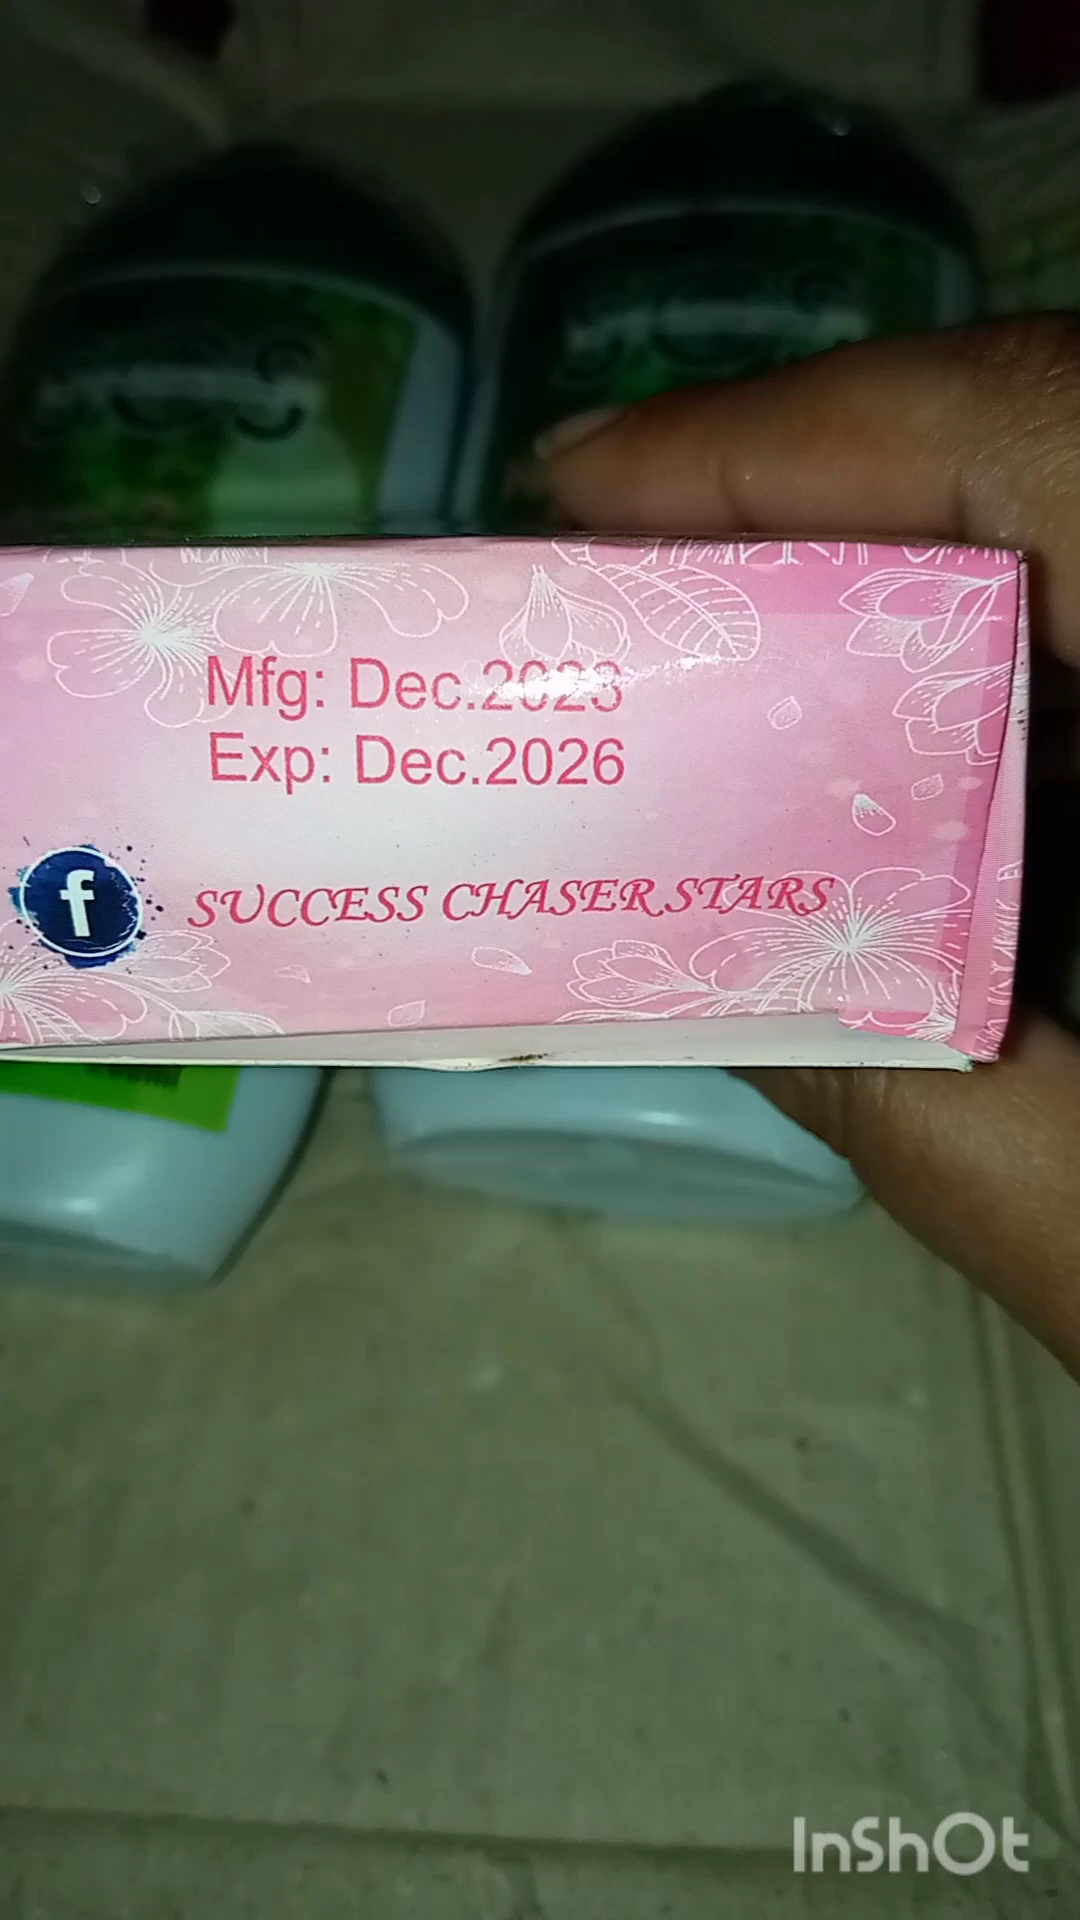 Mfg: Dec.2023
Exp: Dec.2026
f
SUCCESS CHASER STARS
InShOt